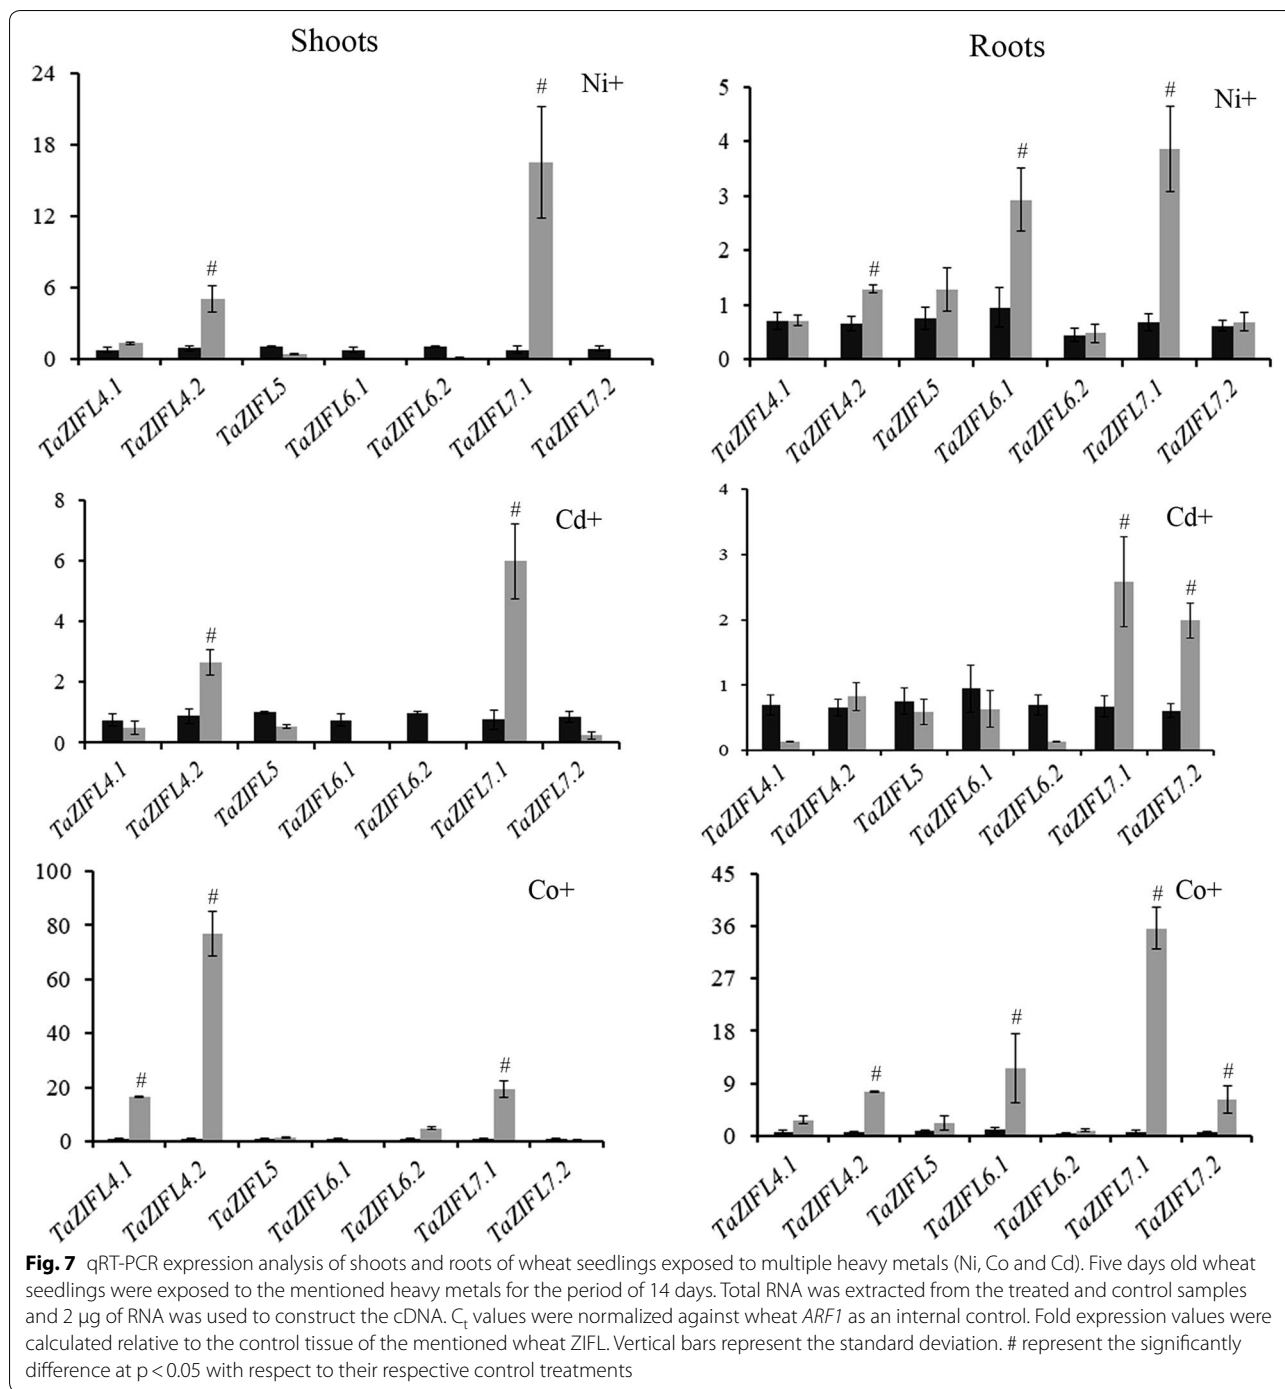 Shoots
Roots
Ni+
24
18
12
6
0
#
#
TaZIFL4.1
TaZIFL4.2
TaZIFL5
TaZIFL6.1
TaZIFL6.2
TaZIFL7.1
TaZIFL7.2
Ni+
5
4
3
2
1
0
#
#
#
TaZIFL4.1
TaZIFL4.2
TaZIFL5
TaZIFL6.1
TaZIFL6.2
TaZIFL7.1
TaZIFL7.2
Cd+
8
6
4
2
0
#
#
TaZIFL4.1
TaZIFL4.2
TaZIFL5
TaZIFL6.1
TaZIFL6.2
TaZIFL7.1
TaZIFL7.2
Cd+
4
3
2
1
0
#
#
TaZIFL4.1
TaZIFL4.2
TaZIFL5
TaZIFL6.1
TaZIFL6.2
TaZIFL7.1
TaZIFL7.2
Co+
100
80
60
40
20
0
#
#
#
TaZIFL4.1
TaZIFL4.2
TaZIFL5
TaZIFL6.1
TaZIFL6.2
TaZIFL7.1
TaZIFL7.2
Co+
45
36
27
18
9
0
#
#
#
#
TaZIFL4.1
TaZIFL4.2
TaZIFL5
TaZIFL6.1
TaZIFL6.2
TaZIFL7.1
TaZIFL7.2
Fig. 7 qRT-PCR expression analysis of shoots and roots of wheat seedlings exposed to multiple heavy metals (Ni, Co and Cd). Five days old wheat
seedlings were exposed to the mentioned heavy metals for the period of 14 days. Total RNA was extracted from the treated and control samples
and 2 µg of RNA was used to construct the cDNA. Ct values were normalized against wheat ARF1 as an internal control. Fold expression values were
calculated relative to the control tissue of the mentioned wheat ZIFL. Vertical bars represent the standard deviation. # represent the significantly
difference at p < 0.05 with respect to their respective control treatments